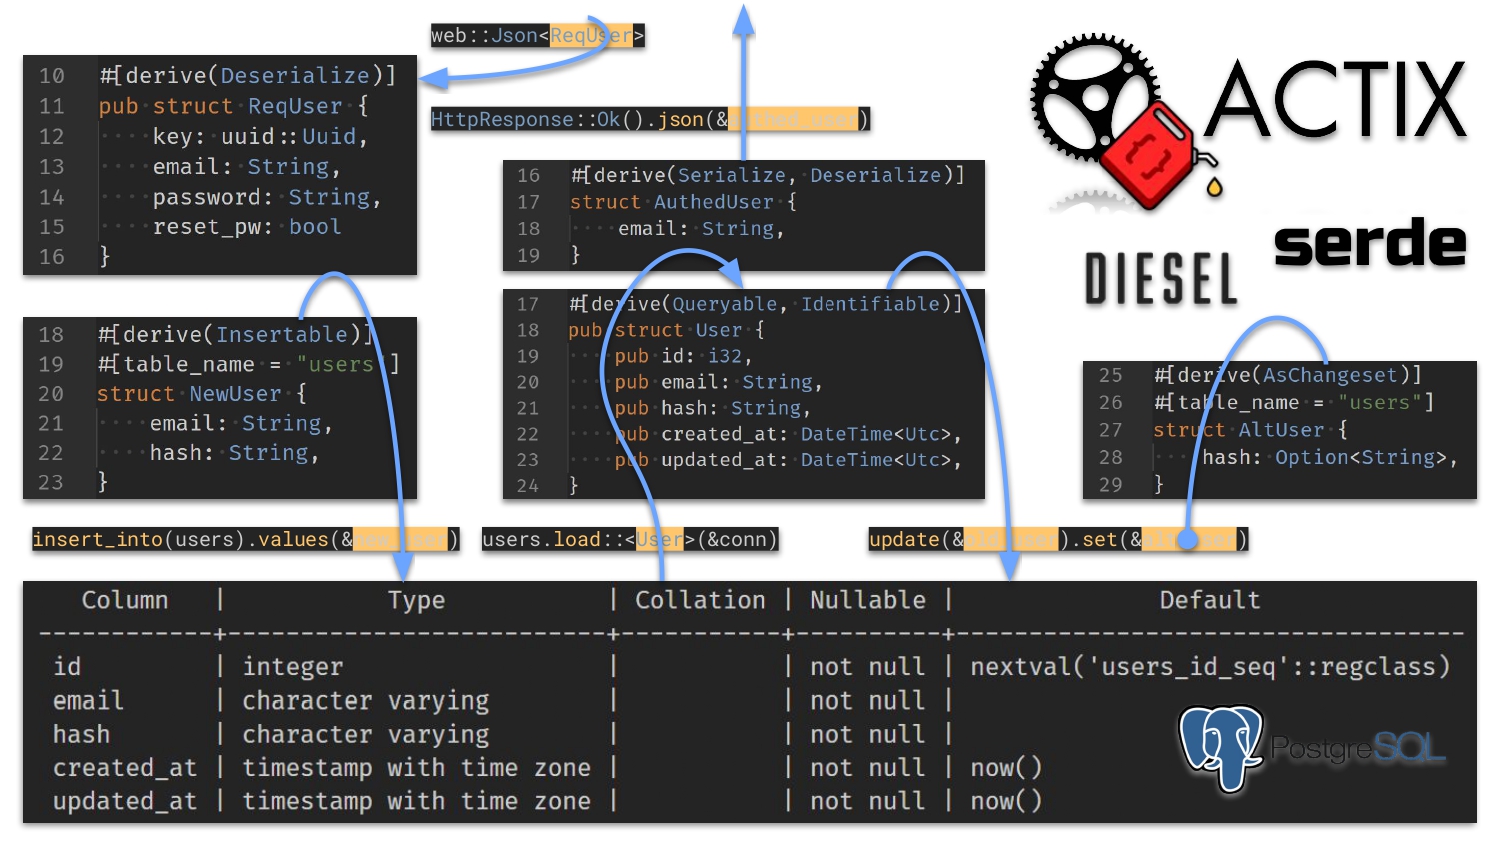 web::Json<ReqUser>
10 #[derive(Deserialize)]
11 pub struct ReqUser {
12 key: uuid::Uuid,
13 email: String,
14 password: String,
15 reset_pw: bool
16 }
HttpResponse::Ok().json(&authed_user)
16 #[derive(Serialize, Deserialize)]
17 struct AuthedUser {
18 email: String,
19 }
ACTIX
DIESEL
serde
18 #[derive(Insertable)]
19 #[table_name = "users"]
20 struct NewUser {
21 email: String,
22 hash: String,
23 }
17 #[derive(Queryable, Identifiable)]
18 pub struct User {
19 pub id: i32,
20 pub email: String,
21 pub hash: String,
22 pub created_at: DateTime<Utc>,
23 pub updated_at: DateTime<Utc>,
24 }
25 #[derive(AsChangeset)]
26 #[table_name = "users"]
27 struct AltUser {
28 hash: Option<String>,
29 }
insert_into(users).values(&)
users.load::<User>(&conn)
update(&).set(&)
Column | Type | Collation | Nullable | Default
------------+--------------------------+-----------+----------+-----------------------------------
id | integer | | not null | nextval('users_id_seq'::regclass)
email | character varying | | not null |
hash | character varying | | not null |
created_at | timestamp with time zone | | not null | now()
updated_at | timestamp with time zone | | not null | now()
PostgreSQL